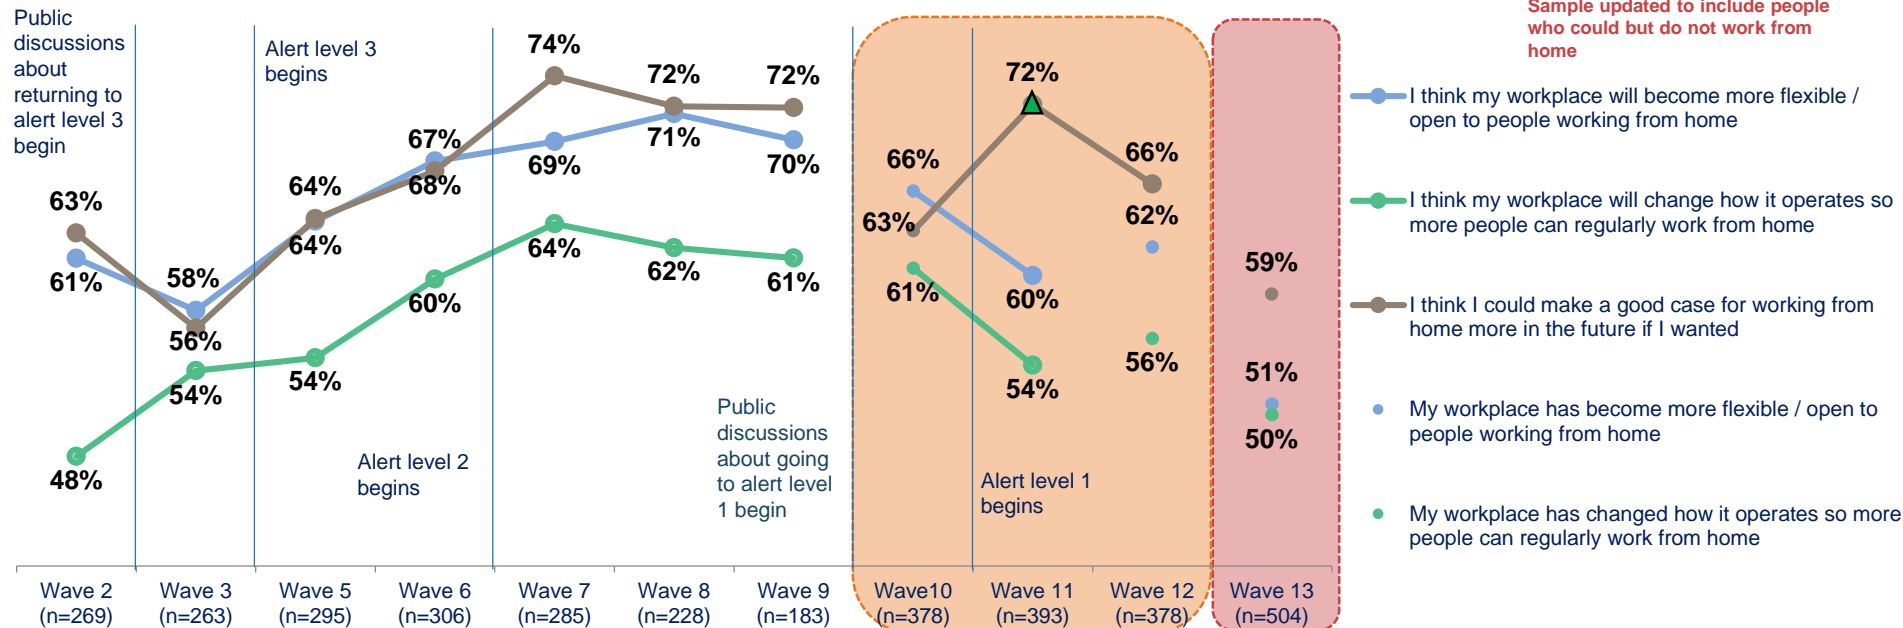 Public
discussions
about
returning to
alert level 3
begin
Alert level 3
begins
Alert level 2
begins
Public
discussions
about going
to alert level
1 begin
Alert level 1
begins
Sample updated to include people
who could but do not work from
home
63%
61%
48%
58%
56%
54%
64%
64%
54%
67%
68%
60%
74%
69%
64%
72%
71%
62%
72%
70%
61%
66%
63%
61%
72%
60%
54%
66%
62%
56%
59%
51%
50%
I think my workplace will become more flexible /
open to people working from home
I think my workplace will change how it operates so
more people can regularly work from home
I think I could make a good case for working from
home more in the future if I wanted
My workplace has become more flexible / open to
people working from home
My workplace has changed how it operates so more
people can regularly work from home
Wave 2
(n=269)
Wave 3
(n=263)
Wave 5
(n=295)
Wave 6
(n=306)
Wave 7
(n=285)
Wave 8
(n=228)
Wave 9
(n=183)
Wave10
(n=378)
Wave 11
(n=393)
Wave 12
(n=378)
Wave 13
(n=504)